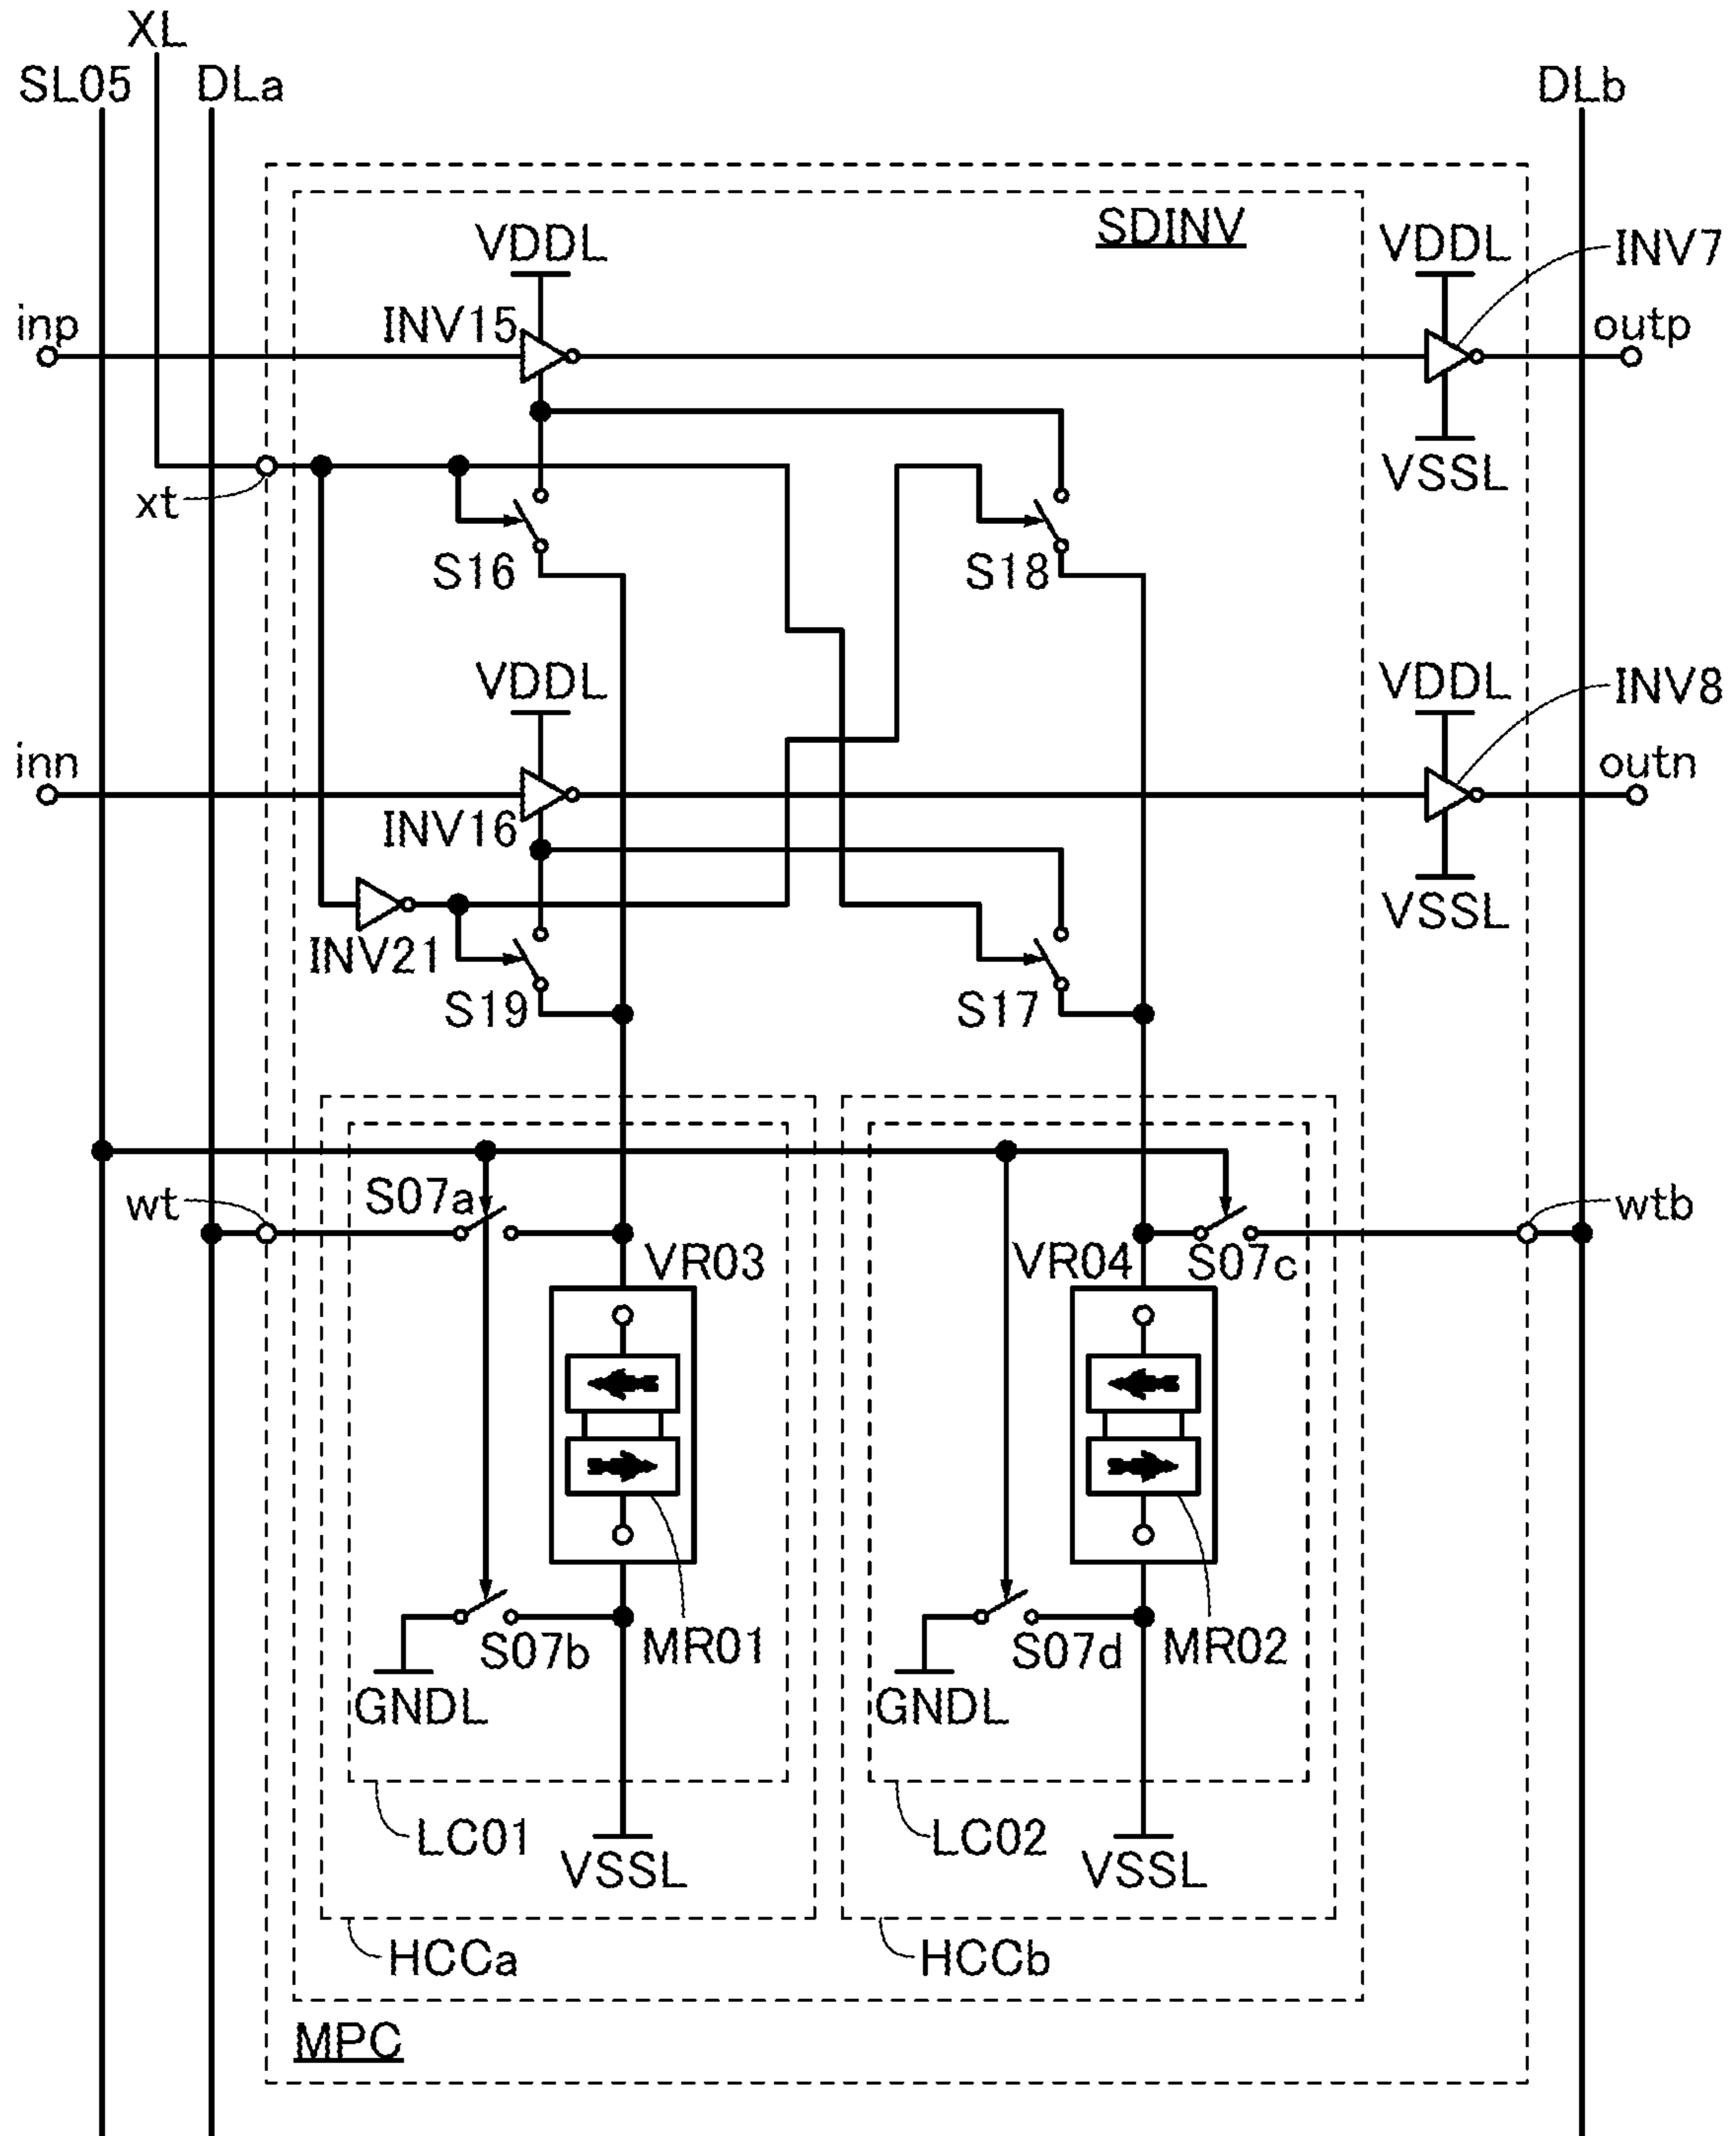 XL
SL05
DLa
DLb
SDINV
VDDL
VDDL
INV7
inp
INV15
outp
xt
VSSL
S16
S18
VDDL
VDDL
INV8
inn
outn
INV16
VSSL
INV21
S19
S17
wt
S07a
wtb
VR03
VR04
S07c
S07b
MR01
S07d
MR02
GNDL
GNDL
LC01
VSSL
LC02
VSSL
HCCa
HCCb
MPC